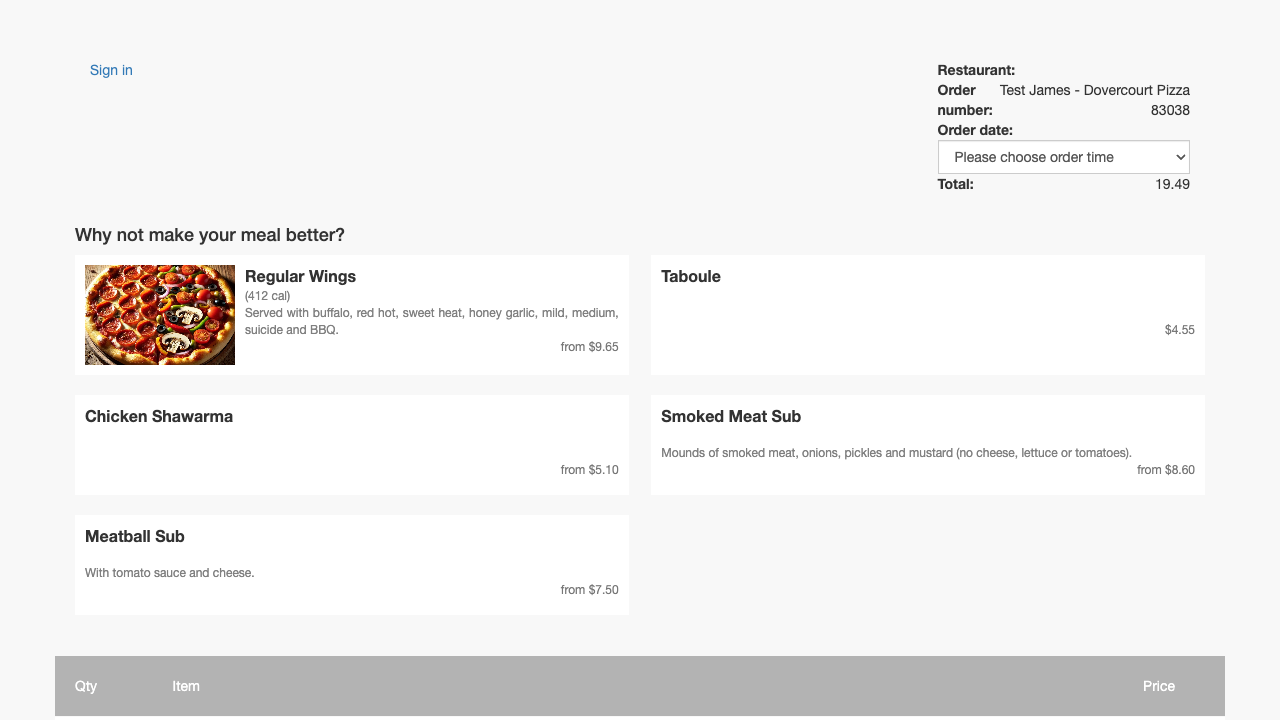 Sign in
Restaurant:
Order number:
Test James - Dovercourt Pizza
83038
Order date:
Please choose order time
Total: 19.49
Why not make your meal better?
Regular Wings
(412 cal)
Served with buffalo, red hot, sweet heat, honey garlic, mild, medium,
suicide and BBQ.
from $9.65
Taboule
$4.55
Chicken Shawarma
from $5.10
Smoked Meat Sub
Mounds of smoked meat, onions, pickles and mustard (no cheese, lettuce or tomatoes).
from $8.60
Meatball Sub
With tomato sauce and cheese.
from $7.50
Qty Item Price